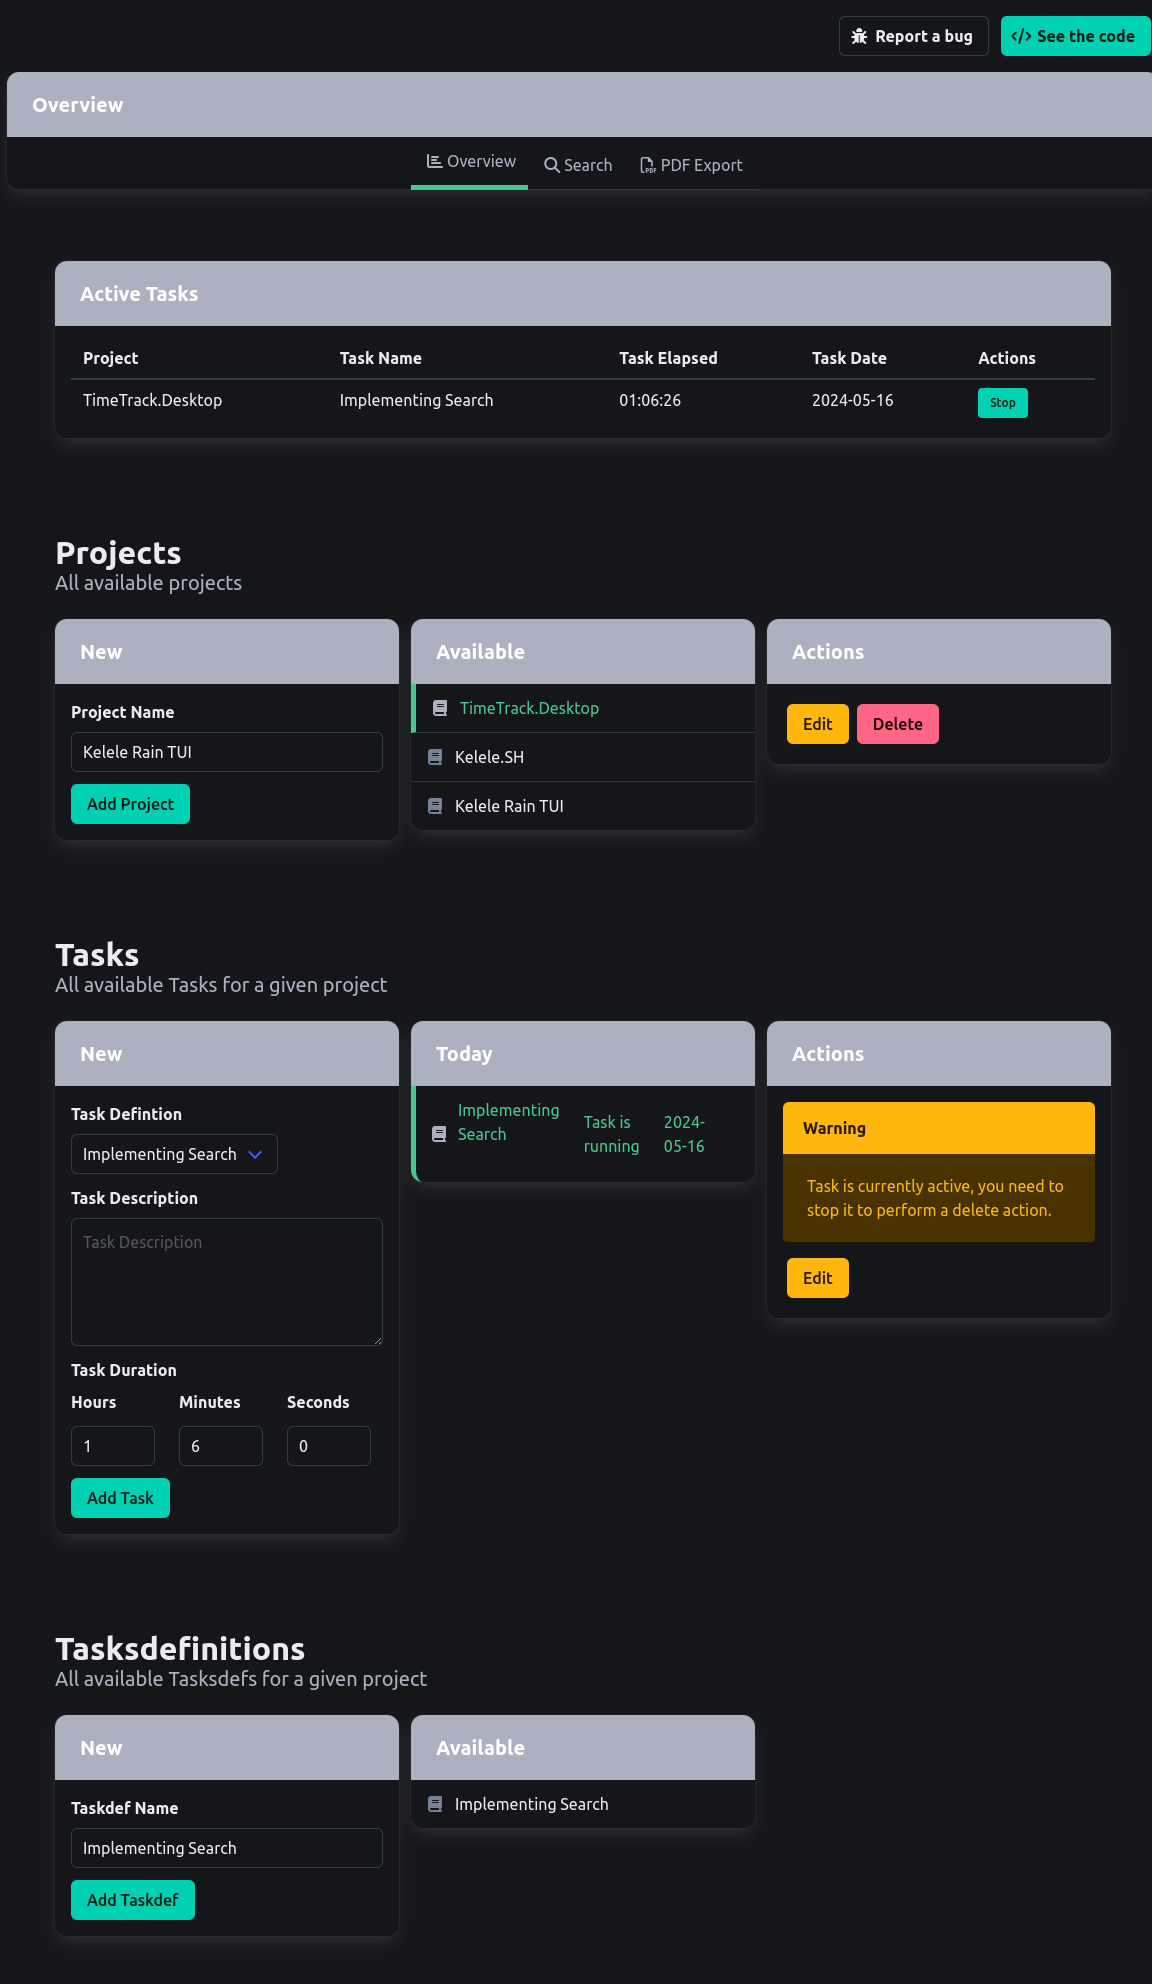 Report a bug
See the code
Overview
Overview
Search
PDF Export
Active Tasks
Project Task Name Task Elapsed Task Date Actions
TimeTrack.Desktop Implementing Search 01:06:26 2024-05-16 Stop
Projects
All available projects
New
Project Name
Kelele Rain TUI
Add Project
Available
TimeTrack.Desktop
Kelele.SH
Kelele Rain TUI
Actions
Edit Delete
Tasks
All available Tasks for a given project
New
Task Defintion
Implementing Search
Task Description
Task Description
Task Duration
Hours Minutes Seconds
1 6 0
Add Task
Today
Implementing
Search
Task is
running
2024-
05-16
Actions
Warning
Task is currently active, you need to
stop it to perform a delete action.
Edit
Tasksdefinitions
All available Tasksdefs for a given project
New
Taskdef Name
Implementing Search
Add Taskdef
Available
Implementing Search